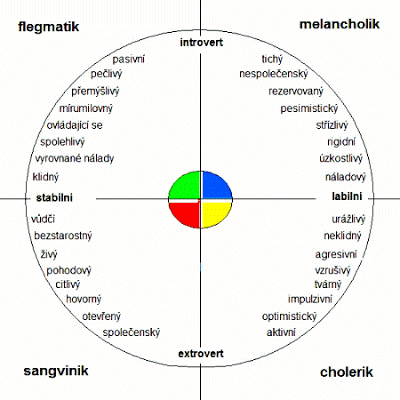 flegmatik
melancholik
introvert
pasivní
pečlivý
přemýšlivý
mírumilovný
ovládající se
spolehlivý
vyrovnané nálady
klidný
tichý
nespolečenský
rezervovaný
pesimistický
střízlivý
rigidní
úzkostlivý
náladový
stabilní
labilní
vůdčí
bezstarostný
živý
pohodový
citlivý
hovorný
otevřený
společenský
urážlivý
neklidný
agresivní
vzrušivý
tvárný
impulzivní
optimistický
aktivní
extrovert
sangvinik
cholerik